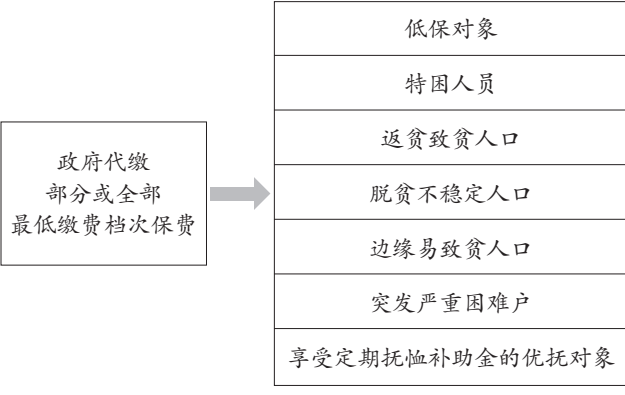 政府代缴
部分或全部
最低缴费档次保费
低保对象
特困人员
返贫致贫人口
脱贫不稳定人口
边缘易致贫人口
突发严重困难户
享受定期抚恤补助金的优抚对象